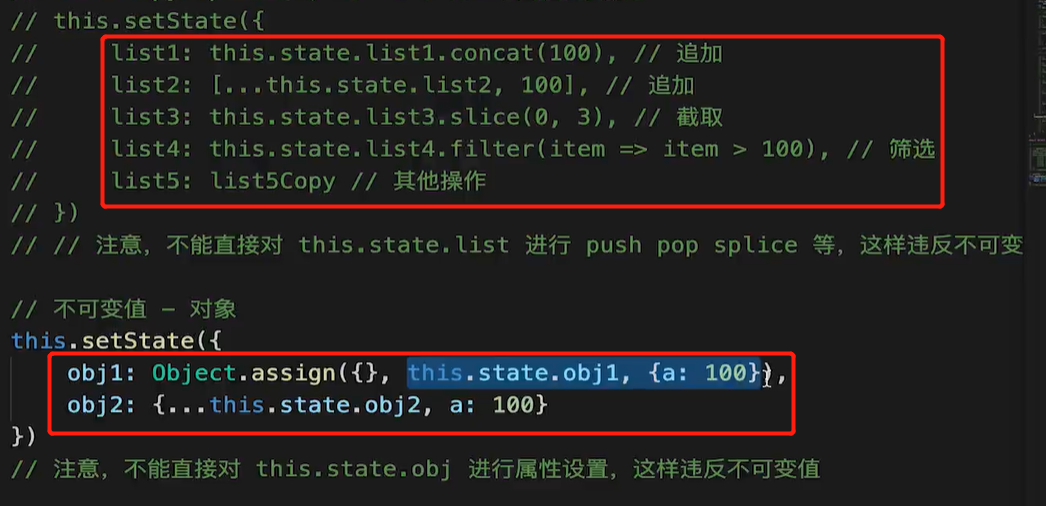 // this.setState({
//     list1: this.state.list1.concat(100), // 追加
//     list2: [...this.state.list2, 100], // 追加
//     list3: this.state.list3.slice(0, 3), // 截取
//     list4: this.state.list4.filter(item => item > 100), // 筛选
//     list5: list5Copy // 其他操作
// })
// // 注意，不能直接对 this.state.list 进行 push pop splice 等，这样违反不可变
// 不可变值 - 对象
this.setState({
    obj1: Object.assign({}, this.state.obj1, {a: 100}),
    obj2: {...this.state.obj2, a: 100}
})
// 注意，不能直接对 this.state.obj 进行属性设置，这样违反不可变值